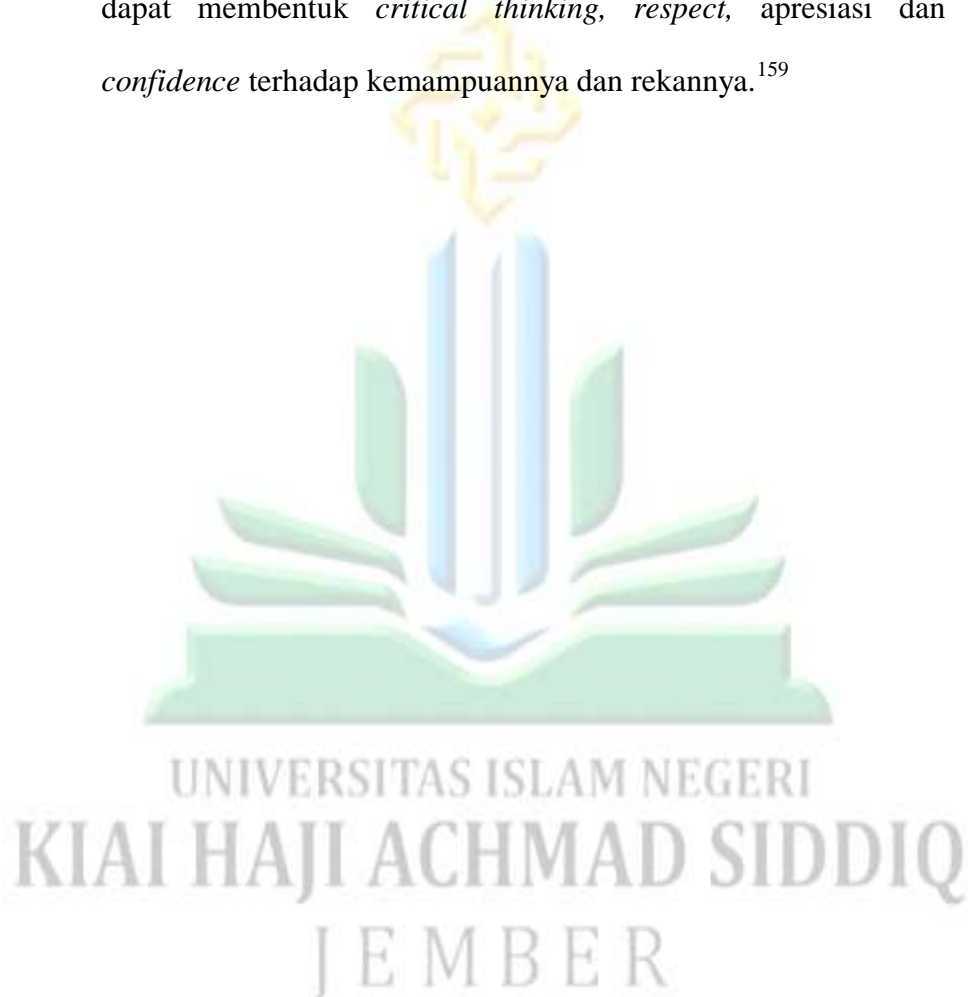 dapat membentuk critical thinking, respect, apresiasi dan
confidence terhadap kemampuannya dan rekannya.159
UNIVERSITAS ISLAM NEGERI
KIAI HAJI ACHMAD SIDDIQ
JEMBER